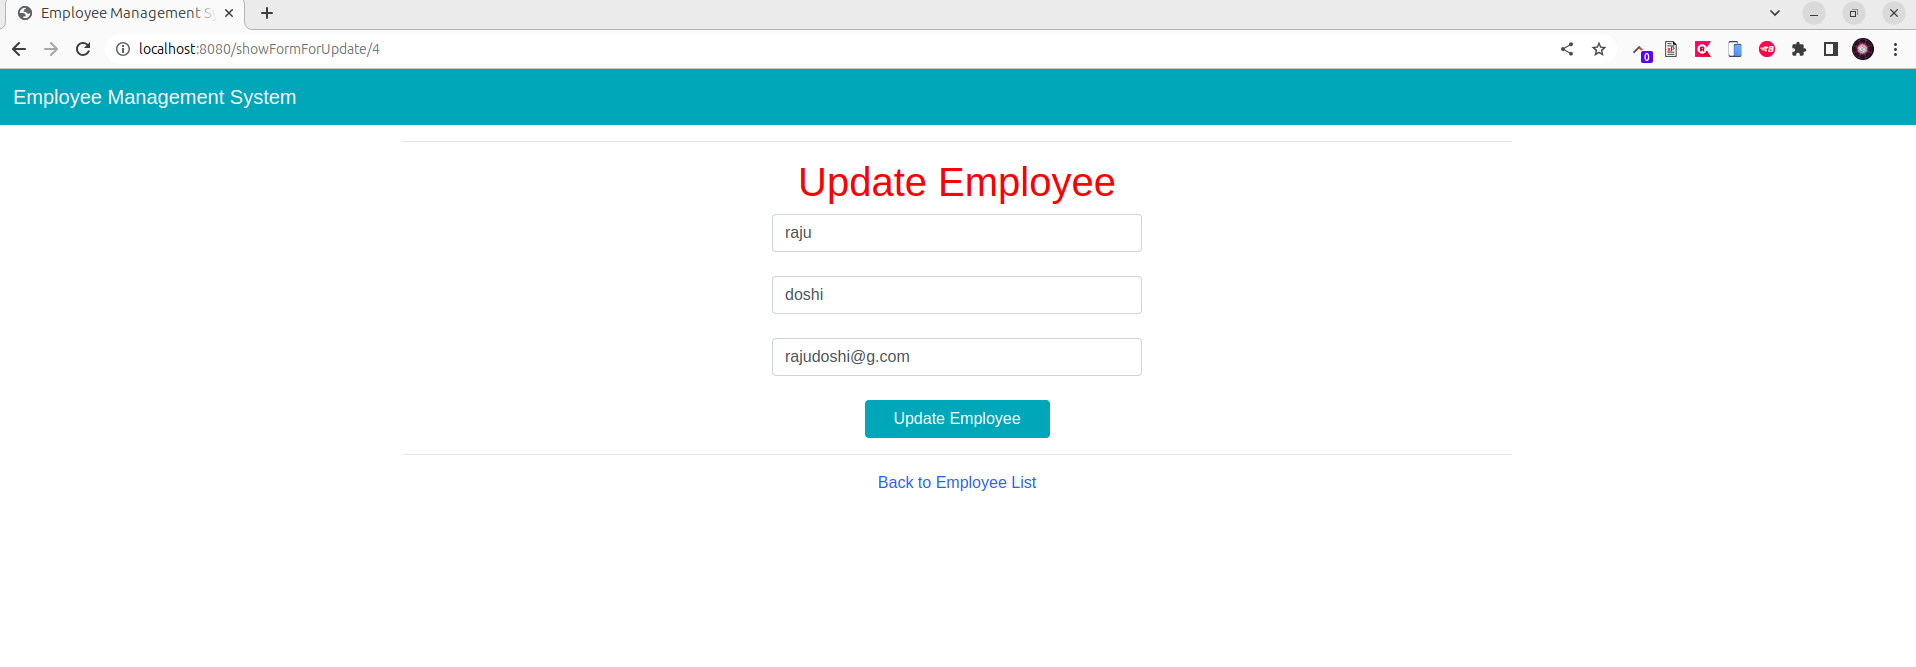 Employee Management S
localhost:8080/showFormForUpdate/4
0
Employee Management System
Update Employee
raju
doshi
rajudoshi@g.com
Update Employee
Back to Employee List